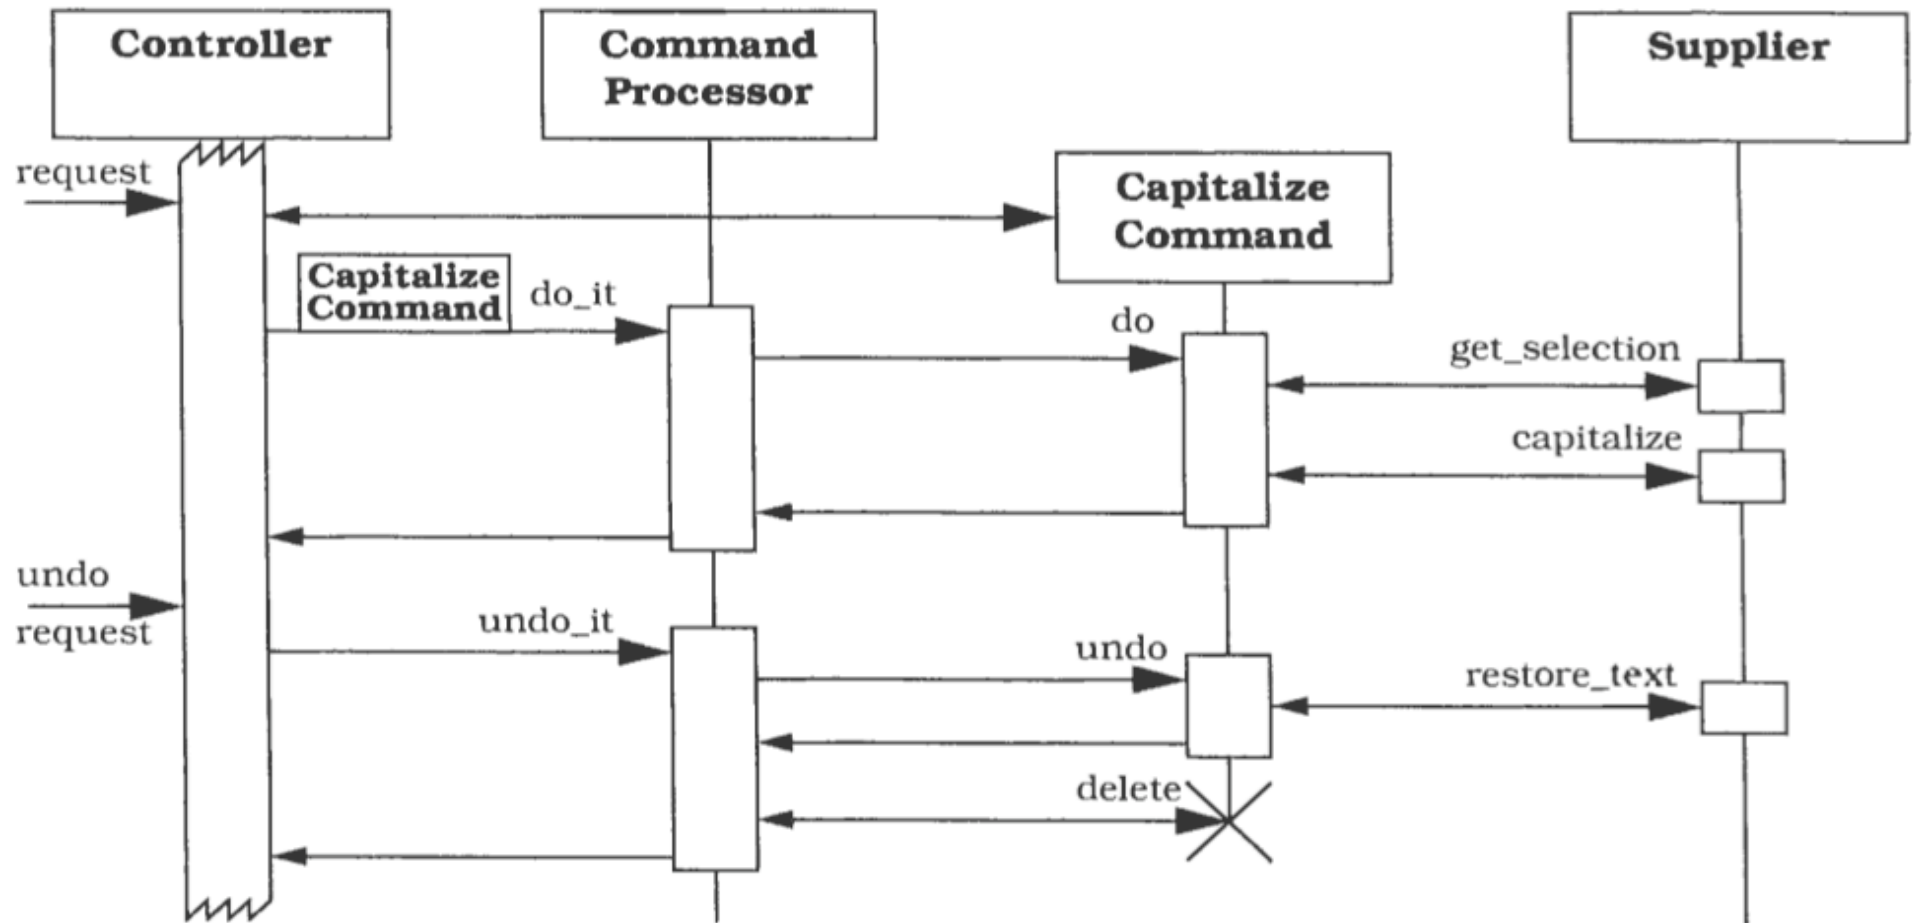 Controller
Command
Processor
Supplier
request
Capitalize
Command
Capitalize
Command
do_it
do
get_selection
capitalize
undo
request
undo_it
undo
restore_text
delete